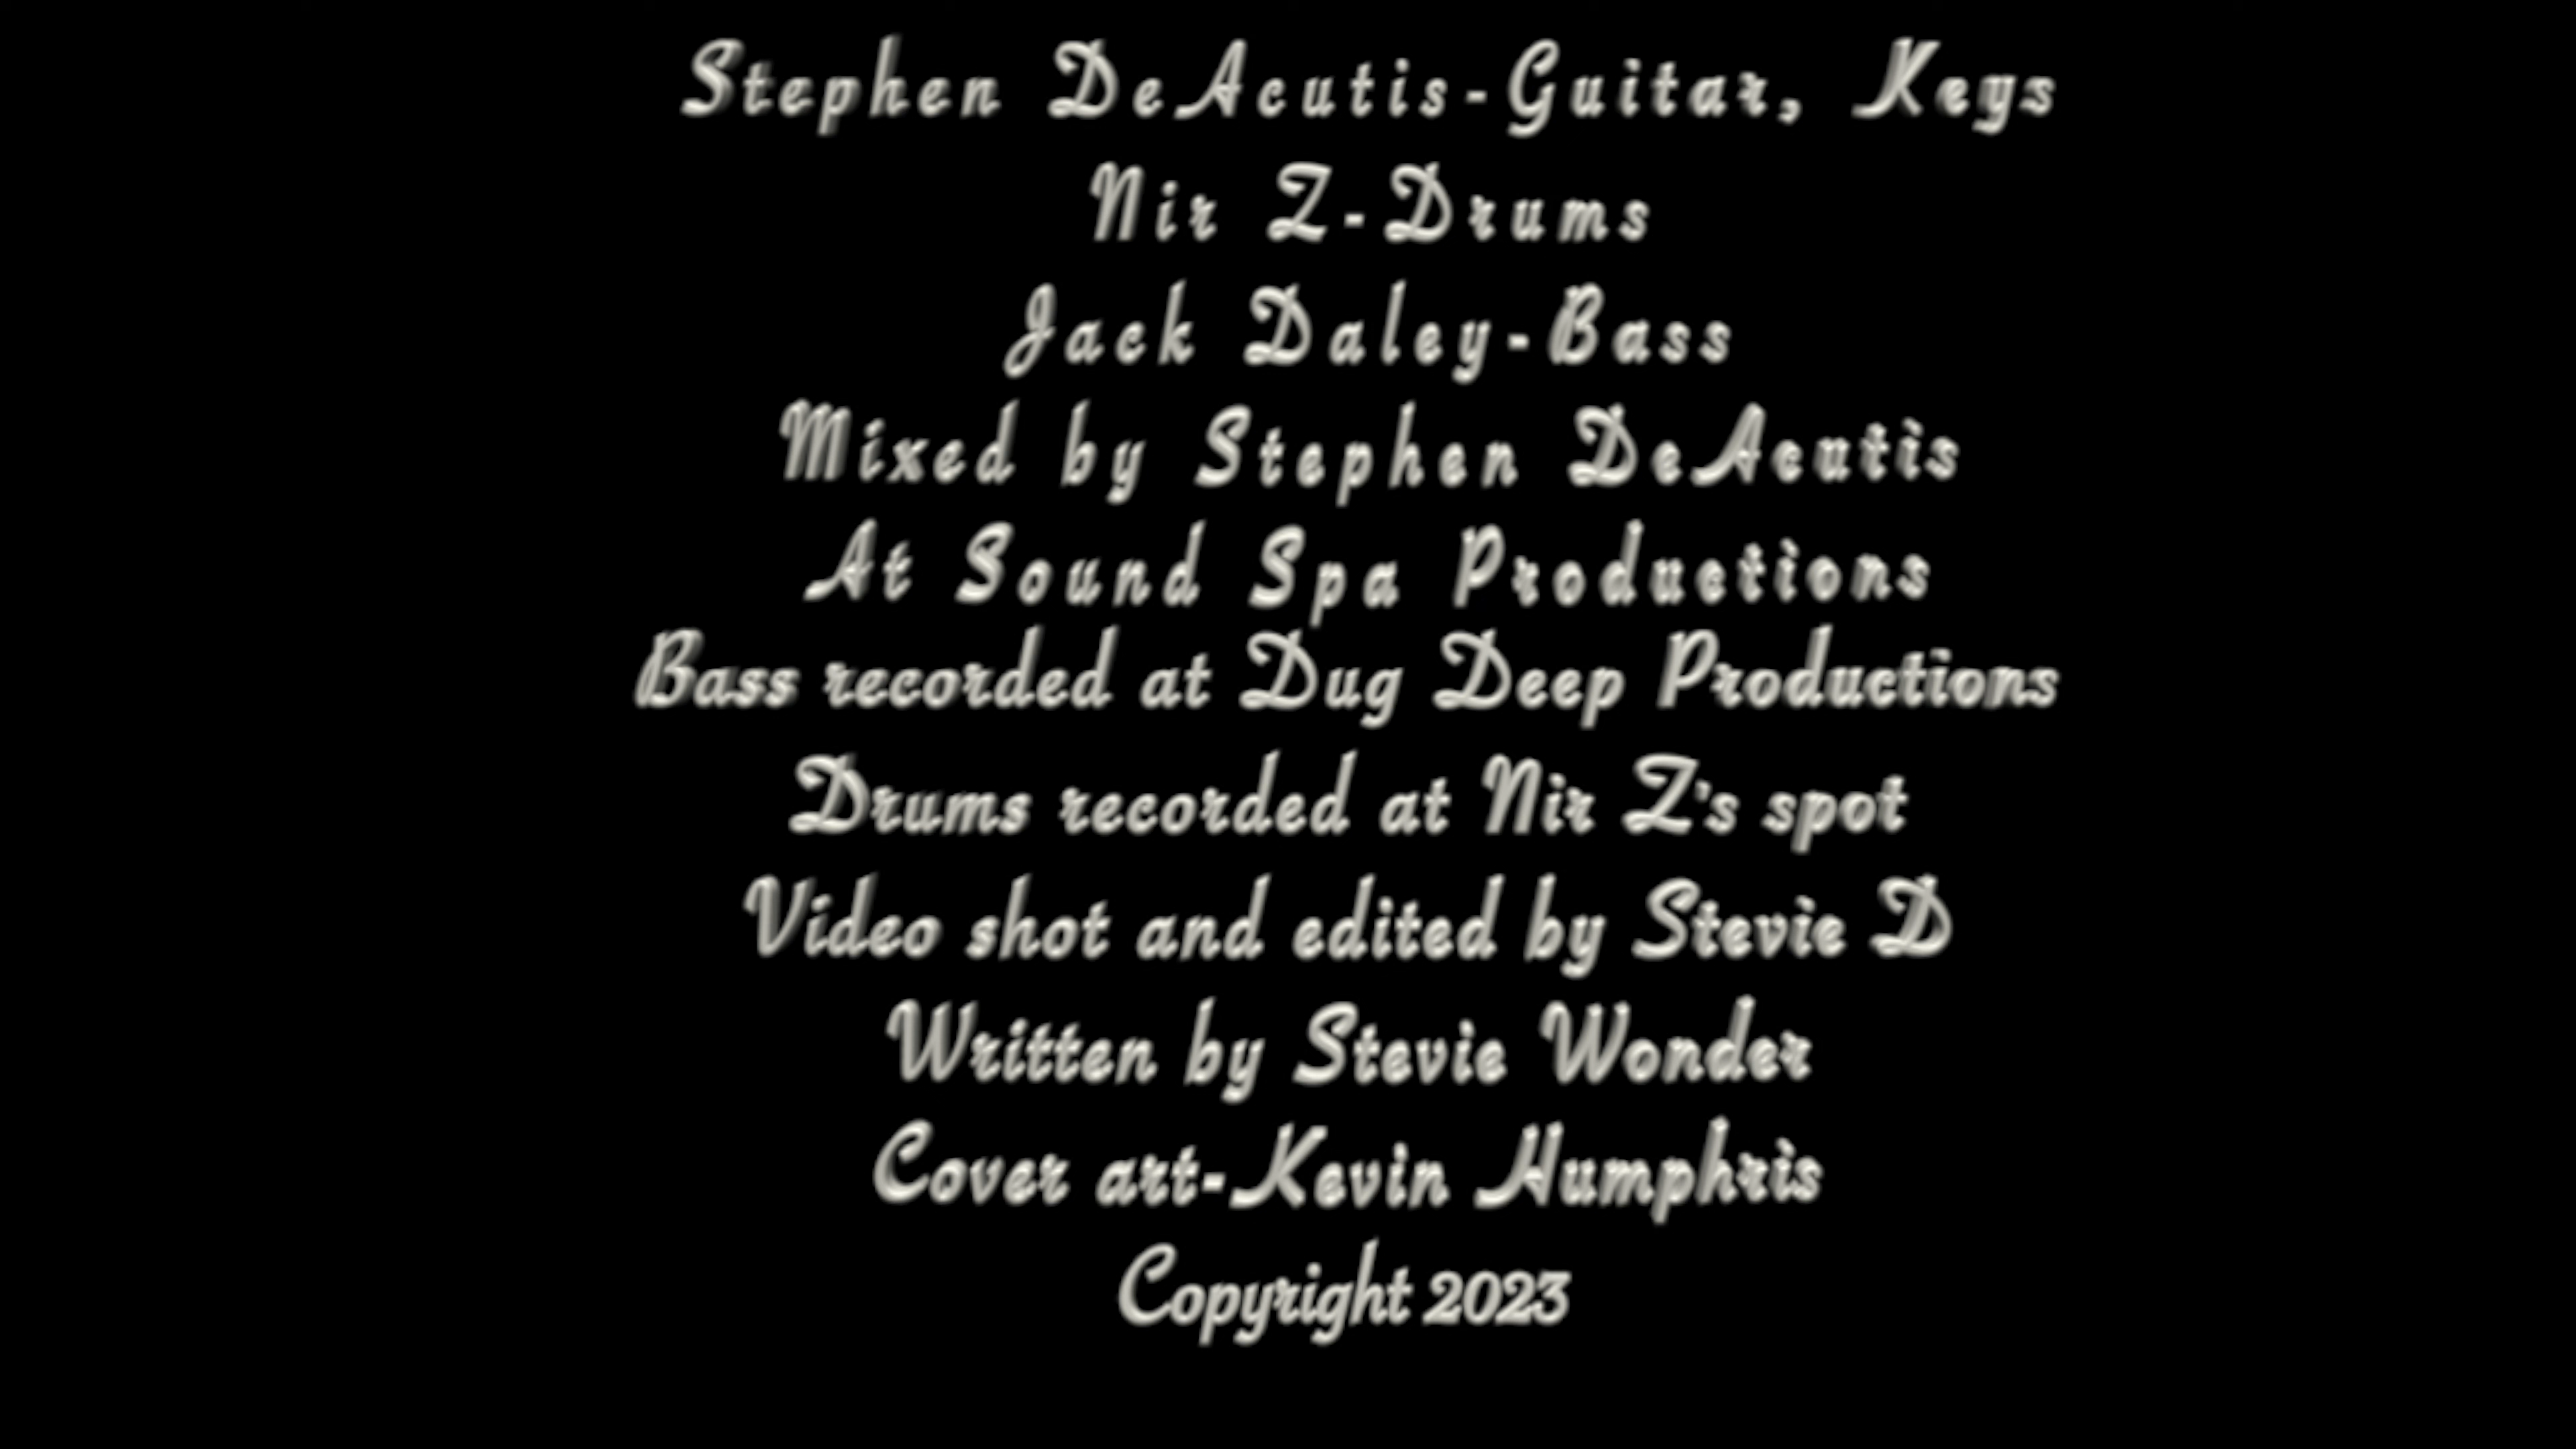 Stephen DeAcutis-Guitar, Keys
Nir Z-Drums
Jack Daley-Bass
Mixed by Stephen DeAcutis
At Sound Spa Productions
Bass recorded at Dug Deep Productions
Drums recorded at Nir Z's spot
Video shot and edited by Stevie D
Written by Stevie Wonder
Cover art-Kevin Humphris
Copyright 2023